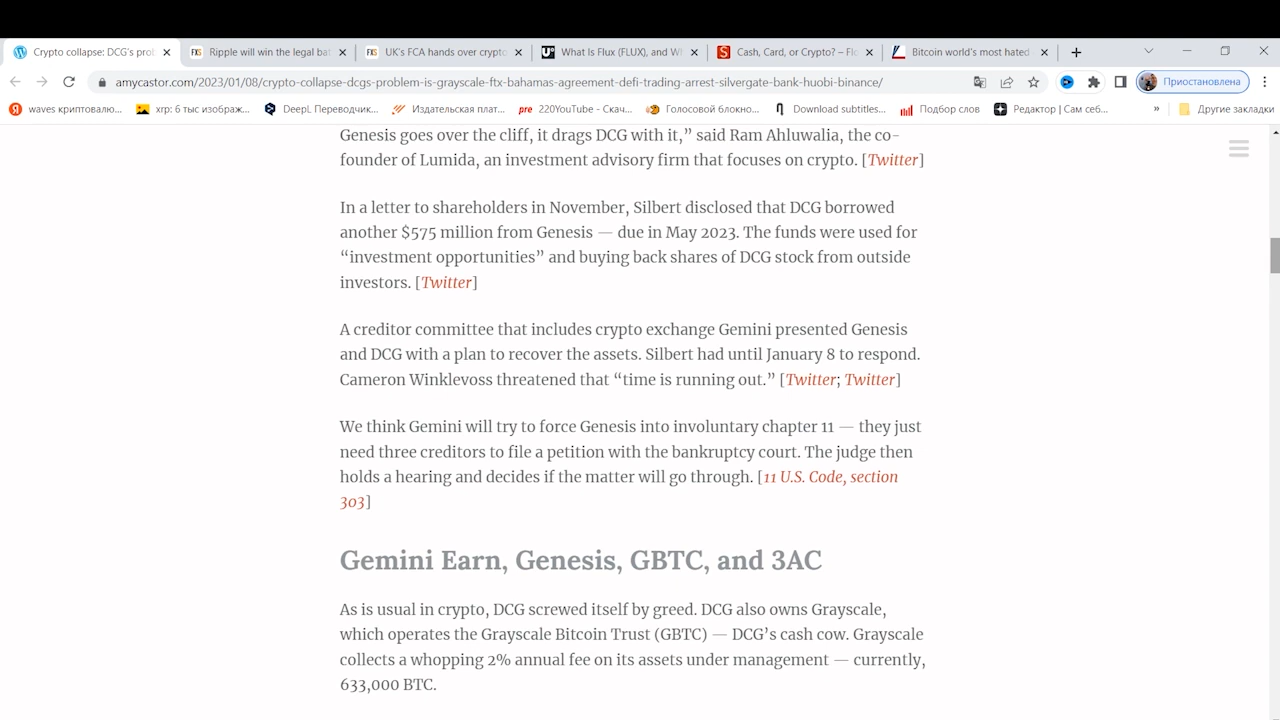 Crypto collapse: DCG's pro
Ripple will win the legal bat
UK's FCA hands over crypto
What Is Flux (FLUX), and W
Cash, Card, or Crypto? – Flo
Bitcoin world's most hated
amycastor.com/2023/01/08/crypto-collapse-dcgs-problem-is-grayscale-ftx-bahamas-agreement-defi-trading-arrest-silvergate-bank-huobi-binance/
Приостановлена
waves криптовалю...
xrp: 6 тыс изображ...
DeepL Переводчик...
Издательская плат...
pre 220YouTube - Скач...
Голосовой блокно...
Download subtitles...
Подбор слов
Редактор | Сам себ...
»
Другие закладки
Genesis goes over the cliff, it drags DCG with it,” said Ram Ahluwalia, the co-
founder of Lumida, an investment advisory firm that focuses on crypto. [Twitter]
In a letter to shareholders in November, Silbert disclosed that DCG borrowed
another $575 million from Genesis — due in May 2023. The funds were used for
“investment opportunities” and buying back shares of DCG stock from outside
investors. [Twitter]
A creditor committee that includes crypto exchange Gemini presented Genesis
and DCG with a plan to recover the assets. Silbert had until January 8 to respond.
Cameron Winklevoss threatened that “time is running out.” [Twitter; Twitter]
We think Gemini will try to force Genesis into involuntary chapter 11 — they just
need three creditors to file a petition with the bankruptcy court. The judge then
holds a hearing and decides if the matter will go through. [11 U.S. Code, section
303]
Gemini Earn, Genesis, GBTC, and 3AC
As is usual in crypto, DCG screwed itself by greed. DCG also owns Grayscale,
which operates the Grayscale Bitcoin Trust (GBTC) — DCG’s cash cow. Grayscale
collects a whopping 2% annual fee on its assets under management — currently,
633,000 BTC.